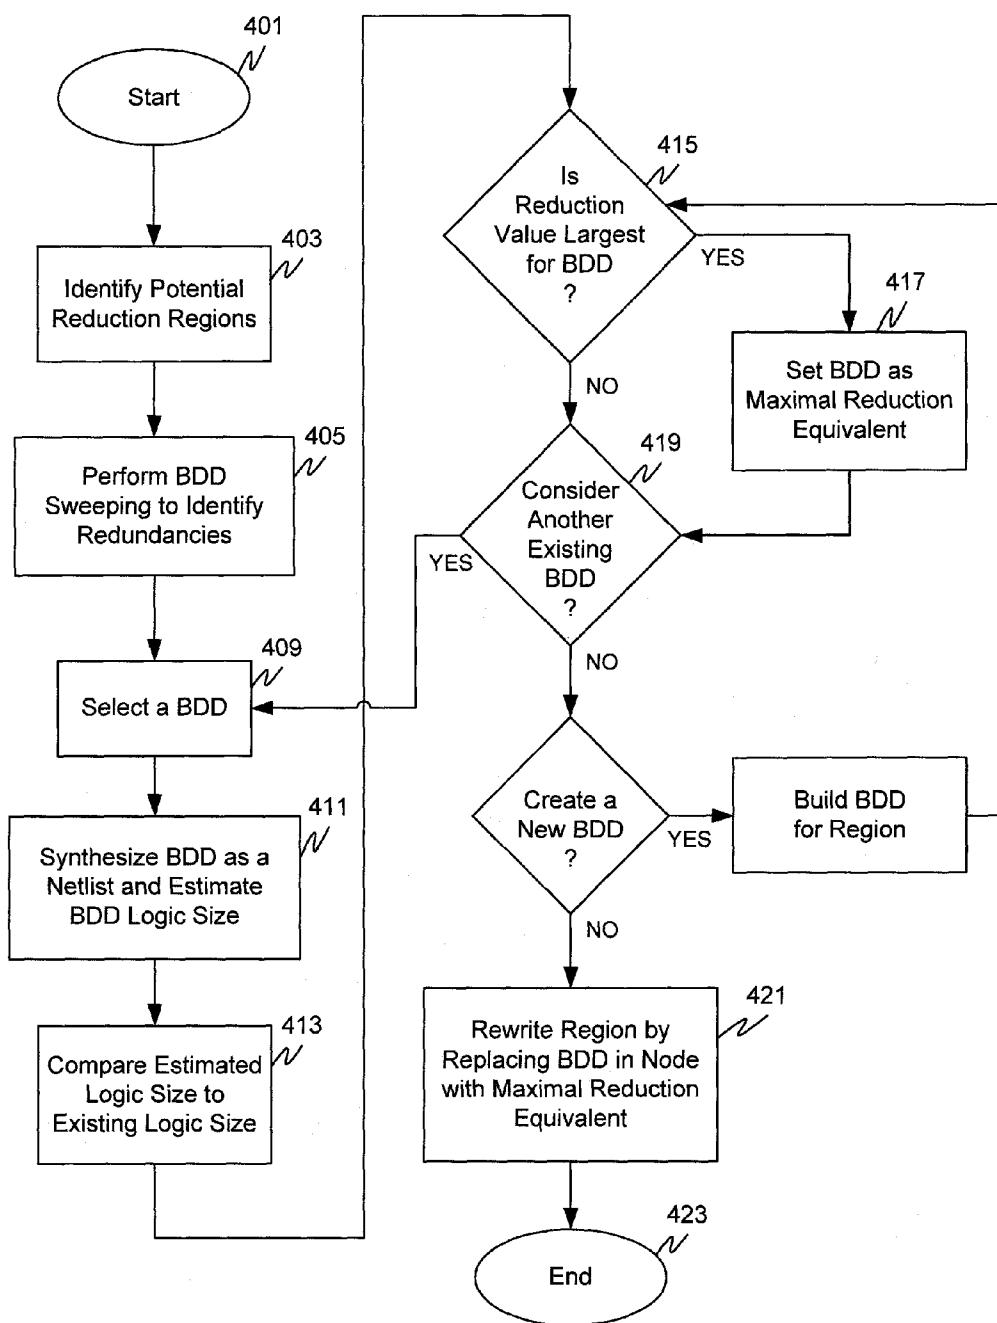 401
Start
403
Identify Potential
Reduction Regions
405
Perform BDD
Sweeping to Identify
Redundancies
409
Select a BDD
411
Synthesize BDD as a
Netlist and Estimate
BDD Logic Size
413
Compare Estimated
Logic Size to
Existing Logic Size
415
Is
Reduction
Value Largest
for BDD
?
YES
NO
417
Set BDD as
Maximal Reduction
Equivalent
419
Consider
Another
Existing
BDD
?
YES
NO
Create a
New BDD
?
YES
NO
Build BDD
for Region
421
Rewrite Region by
Replacing BDD in Node
with Maximal Reduction
Equivalent
423
End